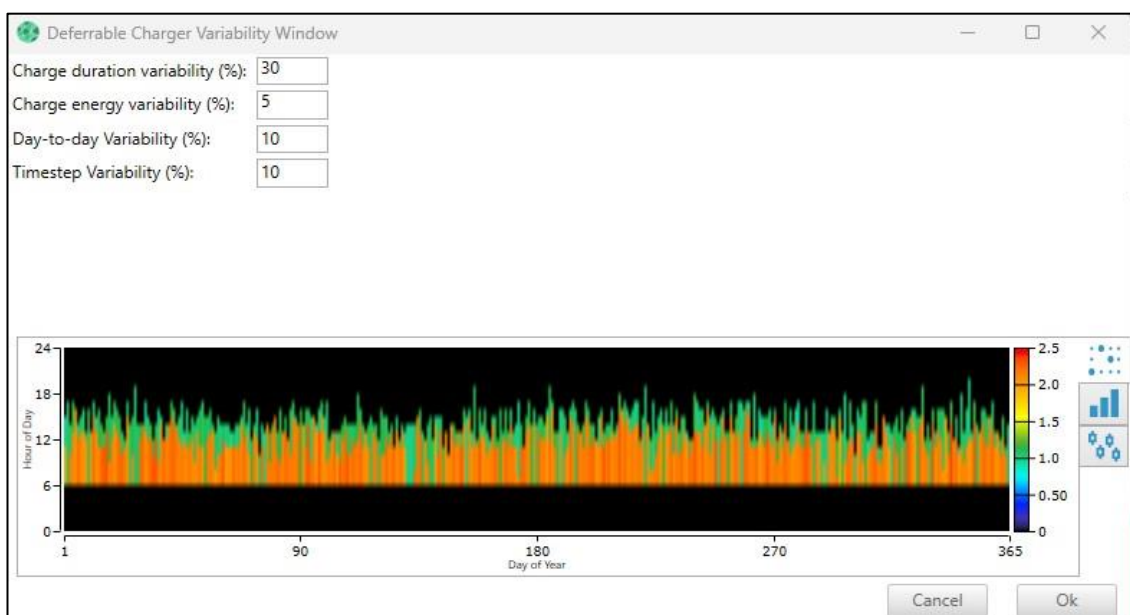 Deferrable Charger Variability Window
Charge duration variability (%): 30
Charge energy variability (%): 5
Day-to-day Variability (%): 10
Timestep Variability (%): 10
24
18
12
6
0
Hour of Day
1 90 180 270 365
Day of Year
2.5
2.0
1.5
1.0
0.50
0
Cancel Ok